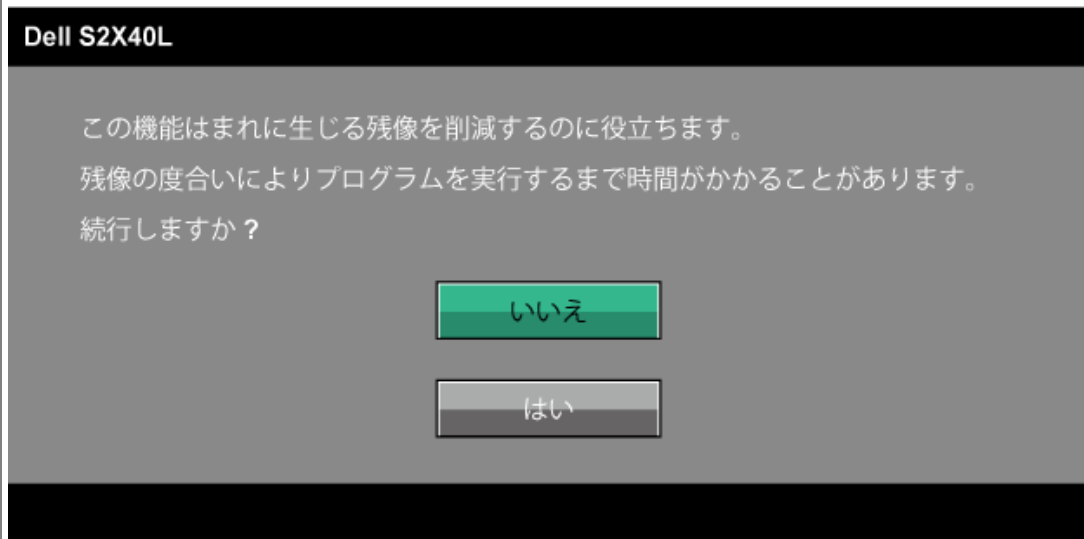 Dell S2X40L
この機能はまれに生じる残像を削減するのに役立ちます。
残像の度合いによりプログラムを実行するまで時間がかかることがあります。
続行しますか ?
いいえ
はい